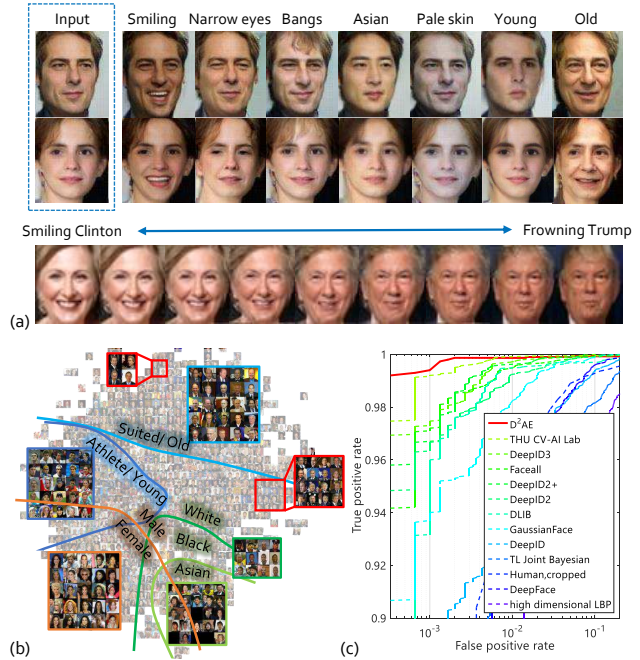 Input Smiling Narrow eyes Bangs Asian Pale skin Young Old
Smiling Clinton Frowning Trump
(a)
Suited/ Old
Athlete/ Young
Male
Female
White
Black
Asian
(b)
1
0.98
0.96
0.94
0.92
0.9
True positive rate
D²AE
THU CV-AI Lab
DeepID3
Faceall
DeepID2+
DeepID2
DLIB
GaussianFace
DeepID
TL Joint Bayesian
Human,cropped
DeepFace
high dimensional LBP
10⁻³ 10⁻² 10⁻¹
False positive rate
(c)